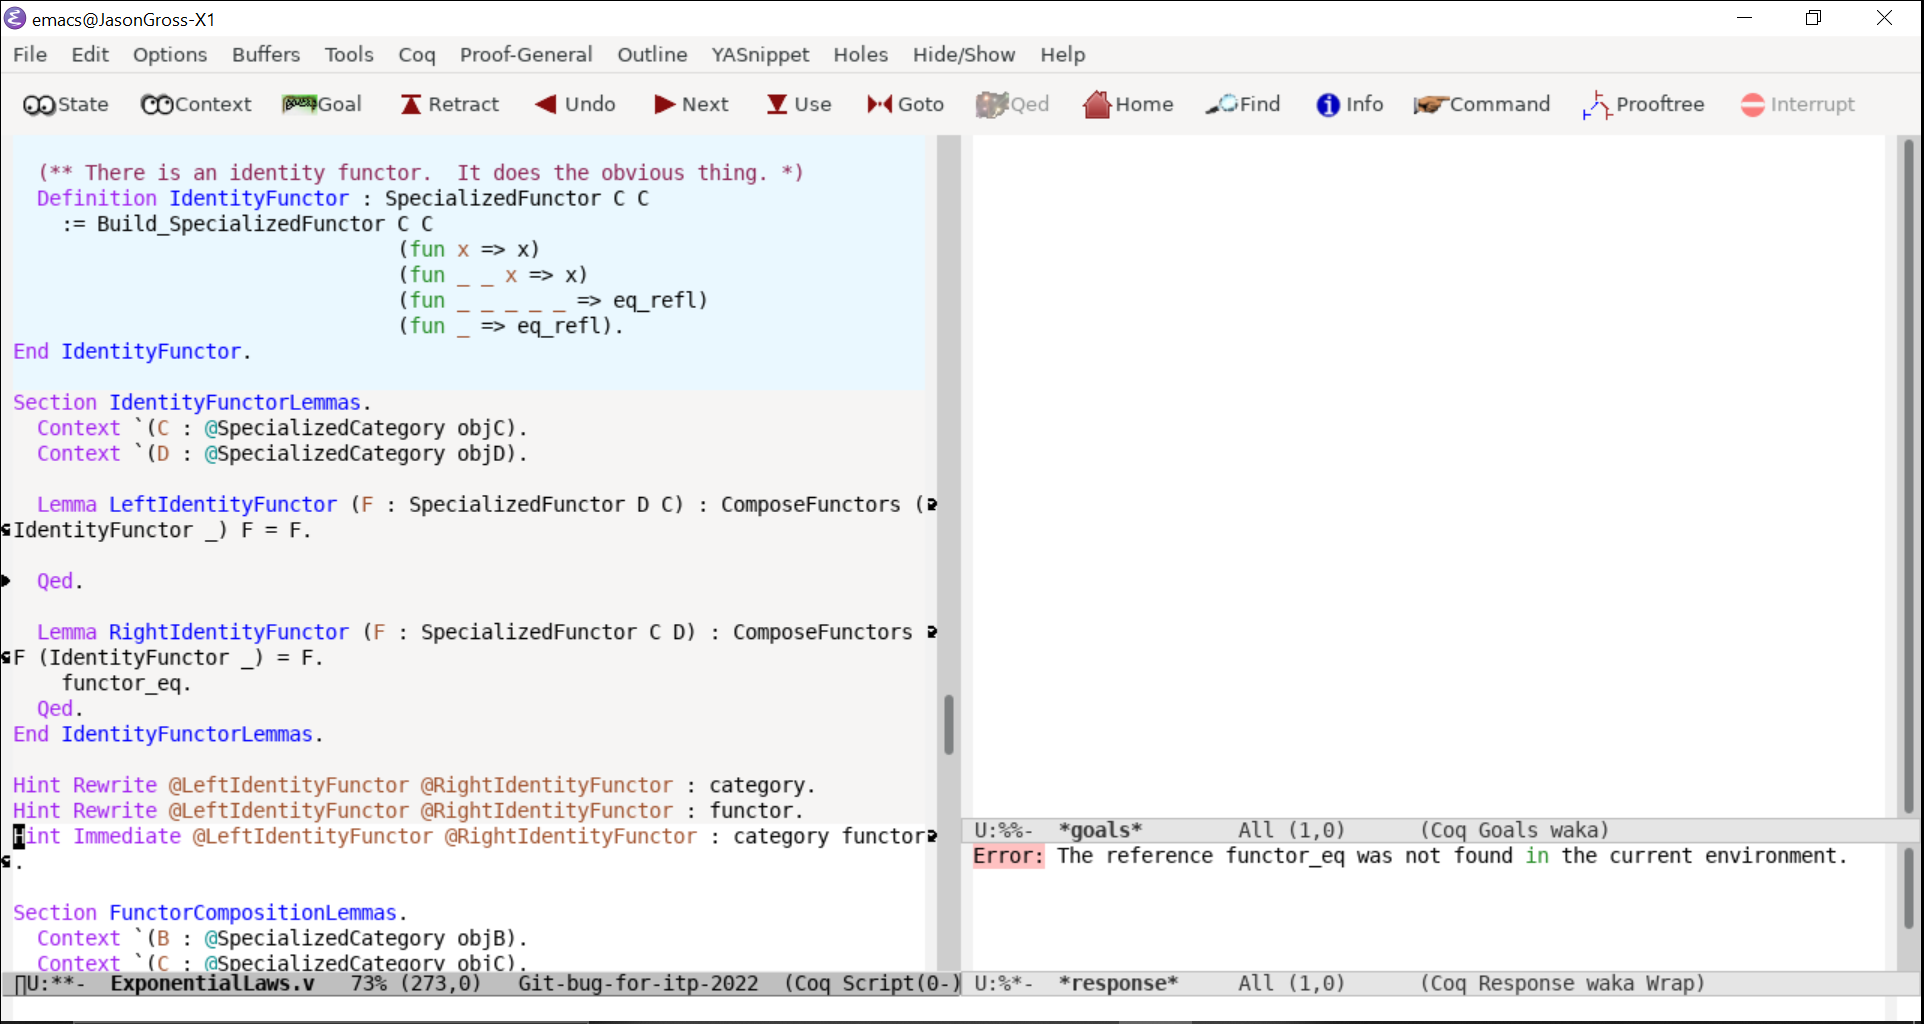 emacs@JasonGross-X1
File Edit Options Buffers Tools Coq Proof-General Outline YASnippet Holes Hide/Show Help
State Context Goal Retract Undo Next Use Goto Qed Home Find Info Command Prooftree Interrupt
(** There is an identity functor.  It does the obvious thing. *)
Definition IdentityFunctor : SpecializedFunctor C C
:= Build_SpecializedFunctor C C
(fun x => x)
(fun _ _ x => x)
(fun _ _ _ _ _ => eq_refl)
(fun _ => eq_refl).
End IdentityFunctor.
Section IdentityFunctorLemmas.
Context `(C : @SpecializedCategory objC).
Context `(D : @SpecializedCategory objD).
Lemma LeftIdentityFunctor (F : SpecializedFunctor D C) : ComposeFunctors (
IdentityFunctor _) F = F.
Qed.
Lemma RightIdentityFunctor (F : SpecializedFunctor C D) : ComposeFunctors
F (IdentityFunctor _) = F.
functor_eq.
Qed.
End IdentityFunctorLemmas.
Hint Rewrite @LeftIdentityFunctor @RightIdentityFunctor : category.
Hint Rewrite @LeftIdentityFunctor @RightIdentityFunctor : functor.
Hint Immediate @LeftIdentityFunctor @RightIdentityFunctor : category functor
.
Section FunctorCompositionLemmas.
Context `(B : @SpecializedCategory objB).
Context `(C : @SpecializedCategory objC).
U:**-  ExponentialLaws.v   73% (273,0)   Git-bug-for-itp-2022  (Coq Script(0-)
U:%%-  *goals*        All (1,0)      (Coq Goals waka)
Error: The reference functor_eq was not found in the current environment.
U:%*-  *response*     All (1,0)      (Coq Response waka Wrap)